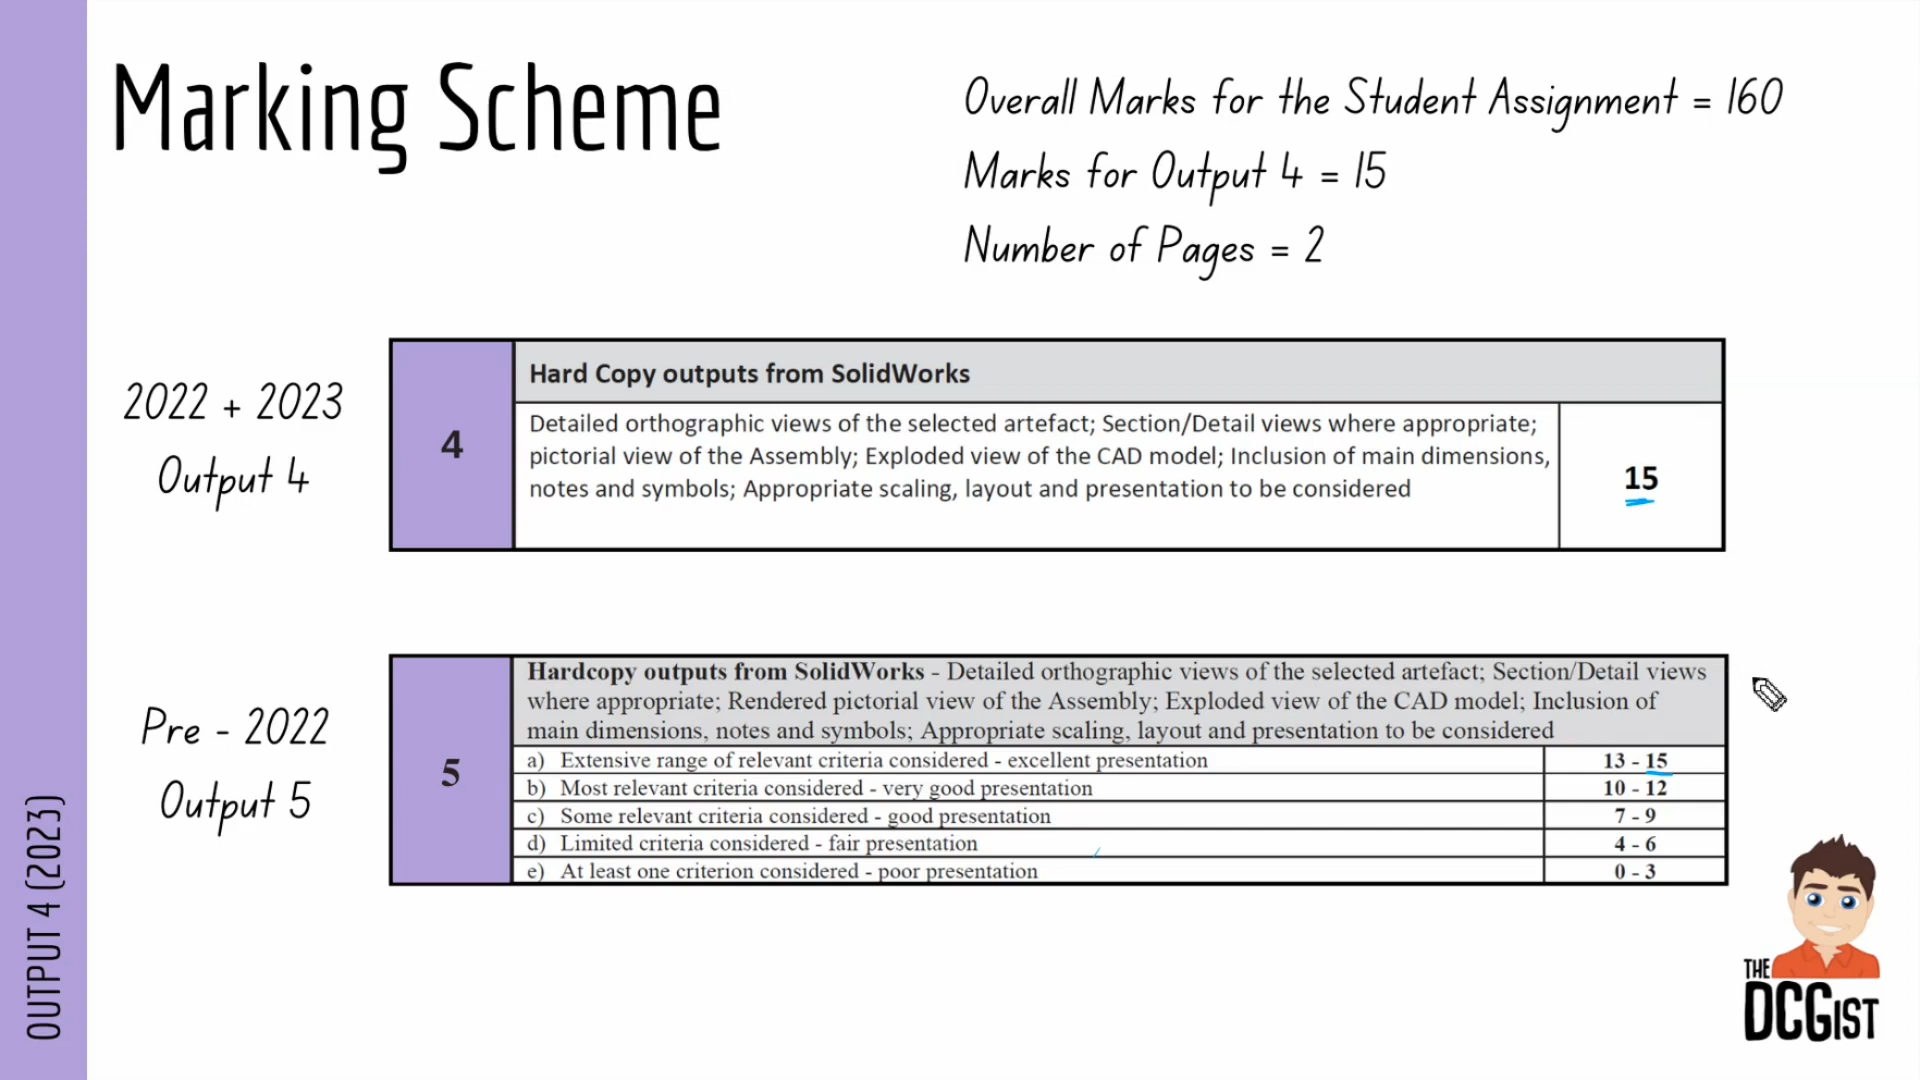 Marking Scheme
Overall Marks for the Student Assignment = 160
Marks for Output 4 = 15
Number of Pages = 2
2022 + 2023
Output 4
4
Hard Copy outputs from SolidWorks
Detailed orthographic views of the selected artefact; Section/Detail views where appropriate;
pictorial view of the Assembly; Exploded view of the CAD model; Inclusion of main dimensions,
notes and symbols; Appropriate scaling, layout and presentation to be considered
15
Pre - 2022
Output 5
5
Hardcopy outputs from SolidWorks - Detailed orthographic views of the selected artefact; Section/Detail views
where appropriate; Rendered pictorial view of the Assembly; Exploded view of the CAD model; Inclusion of
main dimensions, notes and symbols; Appropriate scaling, layout and presentation to be considered
a) Extensive range of relevant criteria considered - excellent presentation 13 - 15
b) Most relevant criteria considered - very good presentation 10 - 12
c) Some relevant criteria considered - good presentation 7 - 9
d) Limited criteria considered - fair presentation 4 - 6
e) At least one criterion considered - poor presentation 0 - 3
OUTPUT 4 (2023)
THE
DCGIST